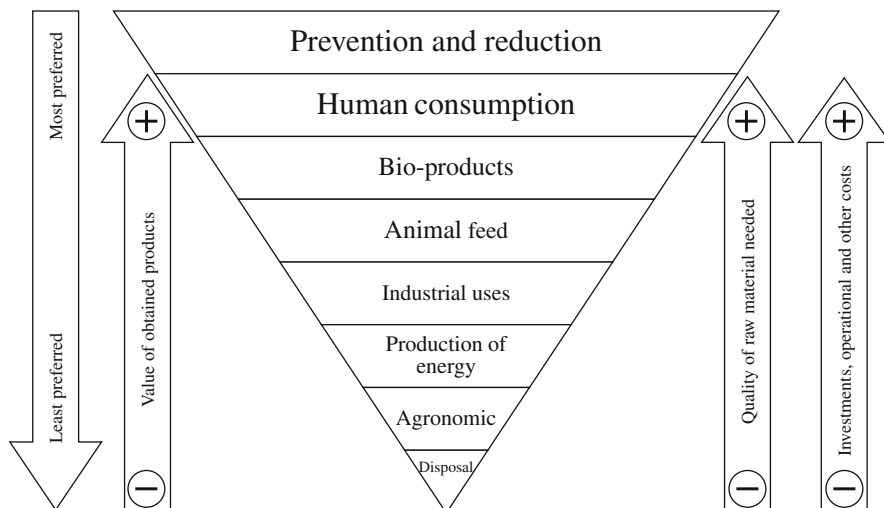 Most preferred
Least preferred
Value of obtained products
Prevention and reduction
Human consumption
Bio-products
Animal feed
Industrial uses
Production of
energy
Agronomic
Disposal
Quality of raw material needed
Investments, operational and other costs